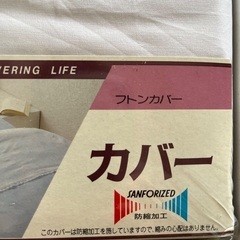 VERING LIFE
フトンカバー
カバー
SANFORIZED
防縮加工
このカバーは防縮加工を施していますので、縮みの心配はありません。